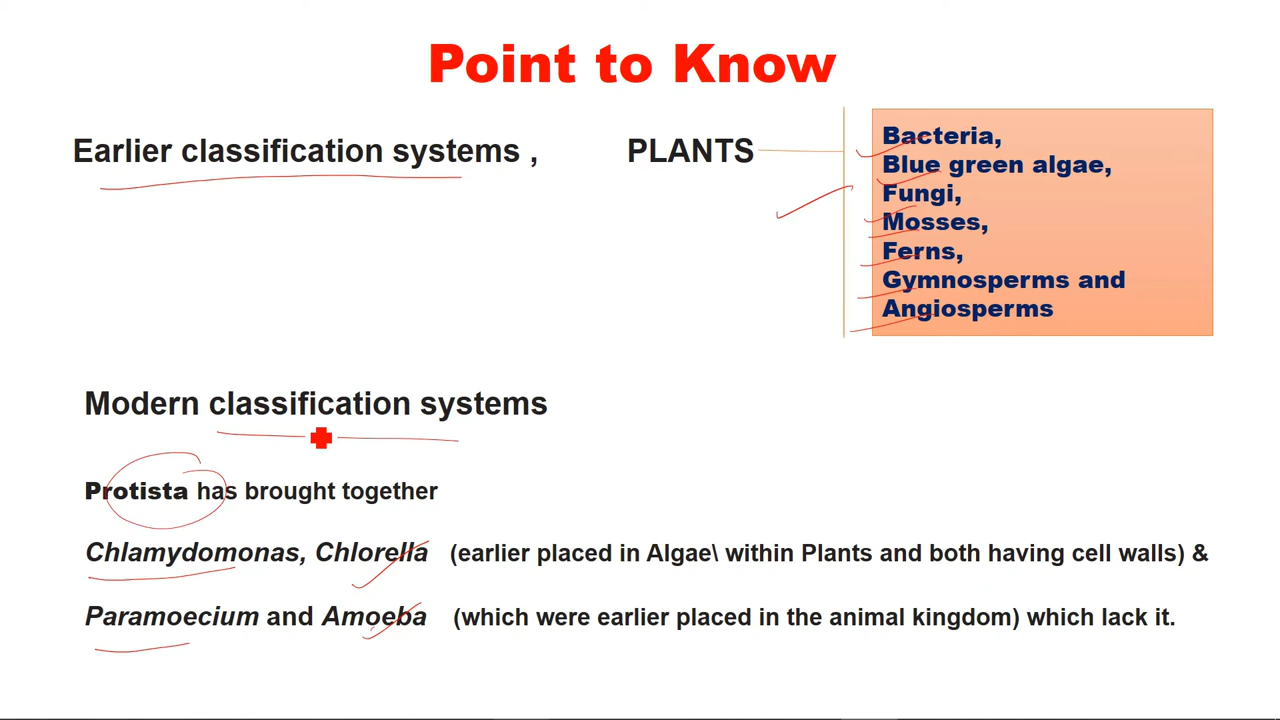 Point to Know
Earlier classification systems ,
PLANTS
Bacteria,
Blue green algae,
Fungi,
Mosses,
Ferns,
Gymnosperms and
Angiosperms
Modern classification systems
Protista has brought together
Chlamydomonas, Chlorella (earlier placed in Algae\ within Plants and both having cell walls) &
Paramoecium and Amoeba (which were earlier placed in the animal kingdom) which lack it.